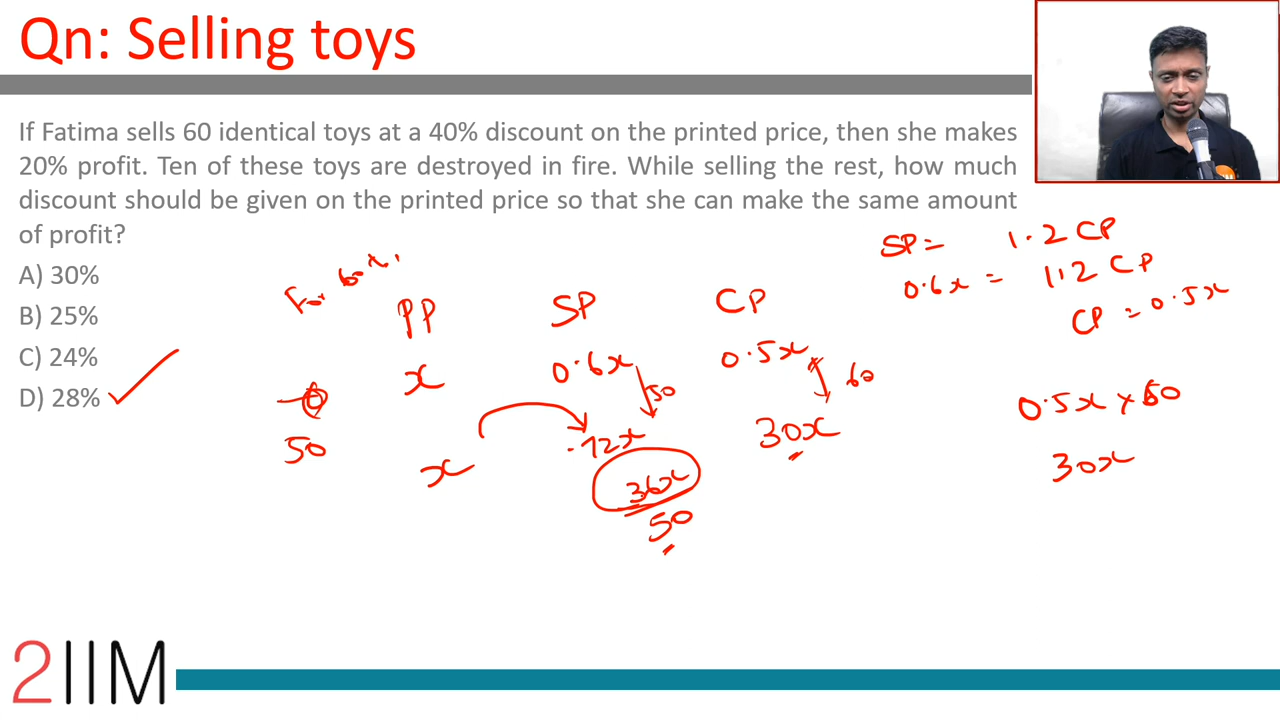 Qn: Selling toys
If Fatima sells 60 identical toys at a 40% discount on the printed price, then she makes
20% profit. Ten of these toys are destroyed in fire. While selling the rest, how much
discount should be given on the printed price so that she can make the same amount
of profit?
A) 30%
B) 25%
C) 24%
D) 28%
SP = 1.2 CP
0.6x = 1.2 CP
CP = 0.5x
For
PP SP CP
x 0.6x 0.5x
50 60
0.5x × 60
50 x .72x 30x
36x
50
30x
2IIM